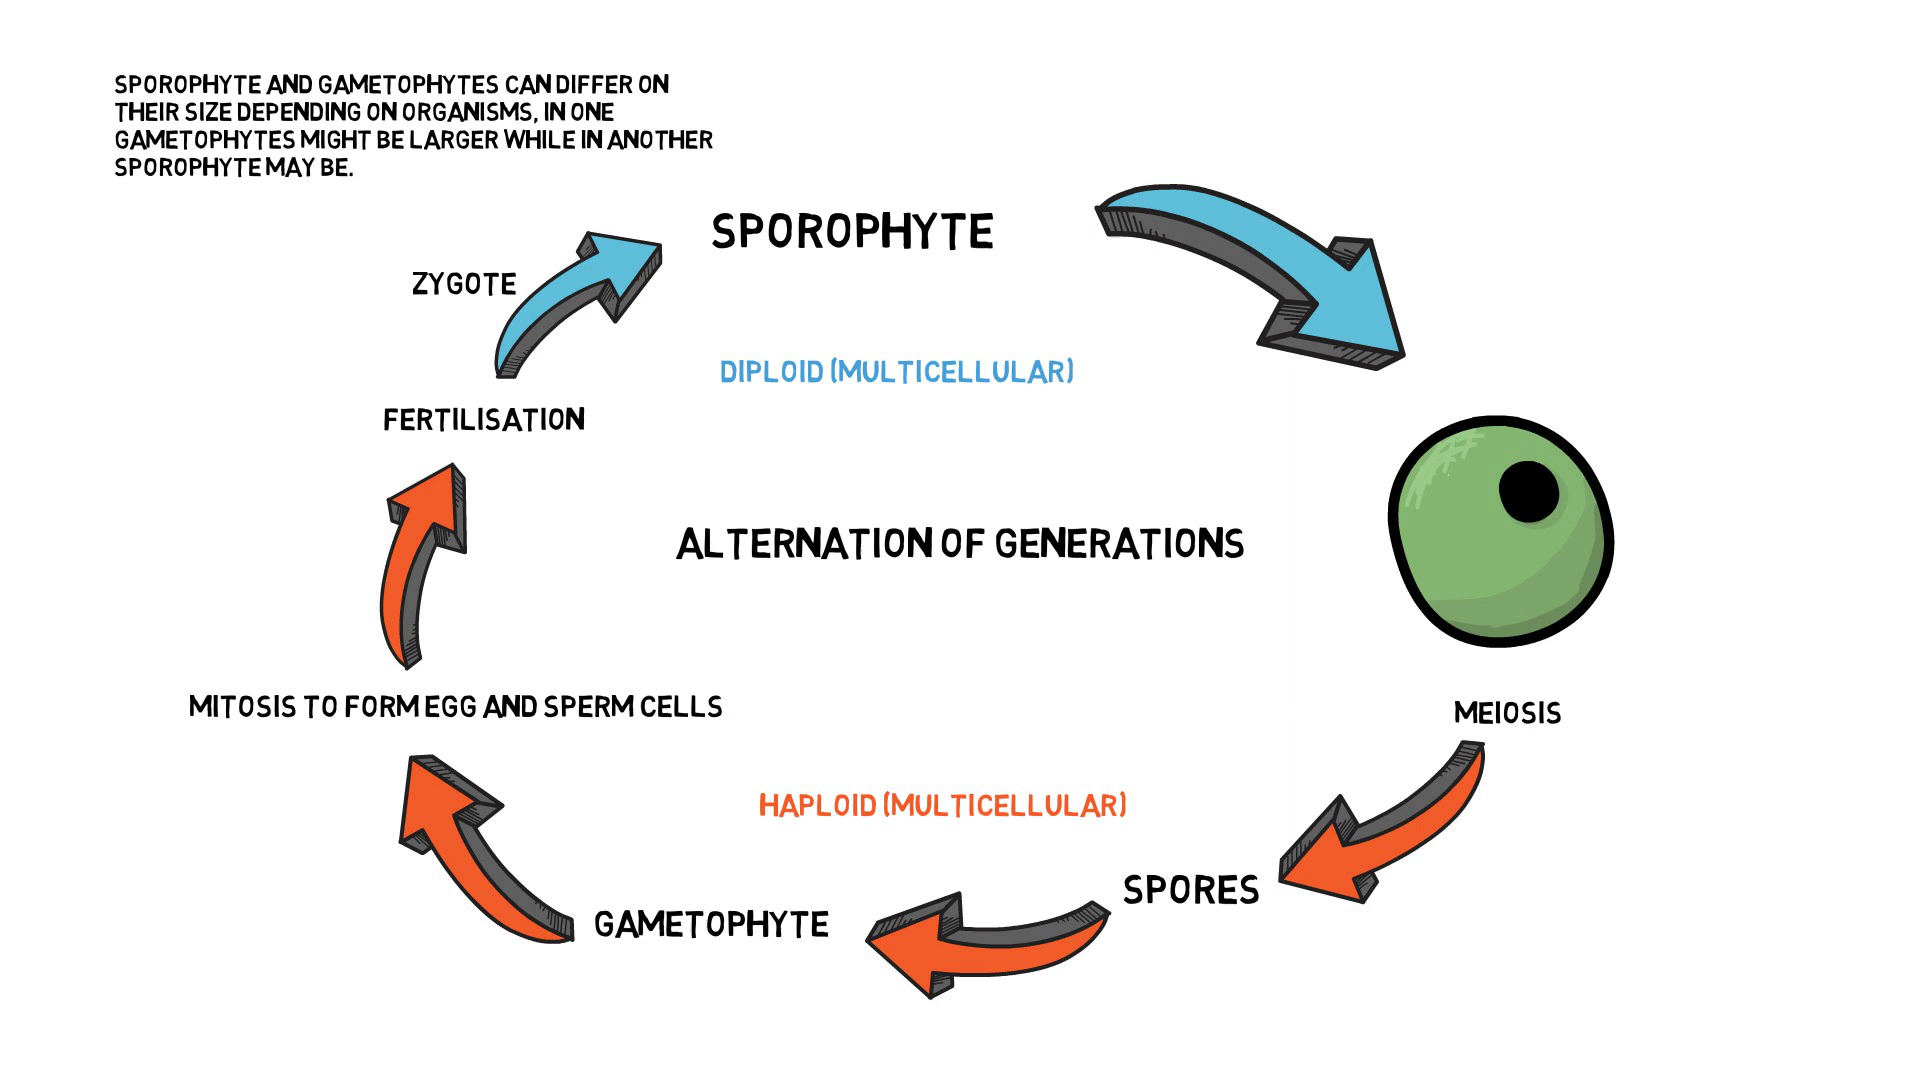 SPOROPHYTE AND GAMETOPHYTES CAN DIFFER ON
THEIR SIZE DEPENDING ON ORGANISMS, IN ONE
GAMETOPHYTES MIGHT BE LARGER WHILE IN ANOTHER
SPOROPHYTE MAY BE.
SPOROPHYTE
ZYGOTE
DIPLOID (MULTICELLULAR)
FERTILISATION
ALTERNATION OF GENERATIONS
MITOSIS TO FORM EGG AND SPERM CELLS
MEIOSIS
HAPLOID (MULTICELLULAR)
SPORES
GAMETOPHYTE